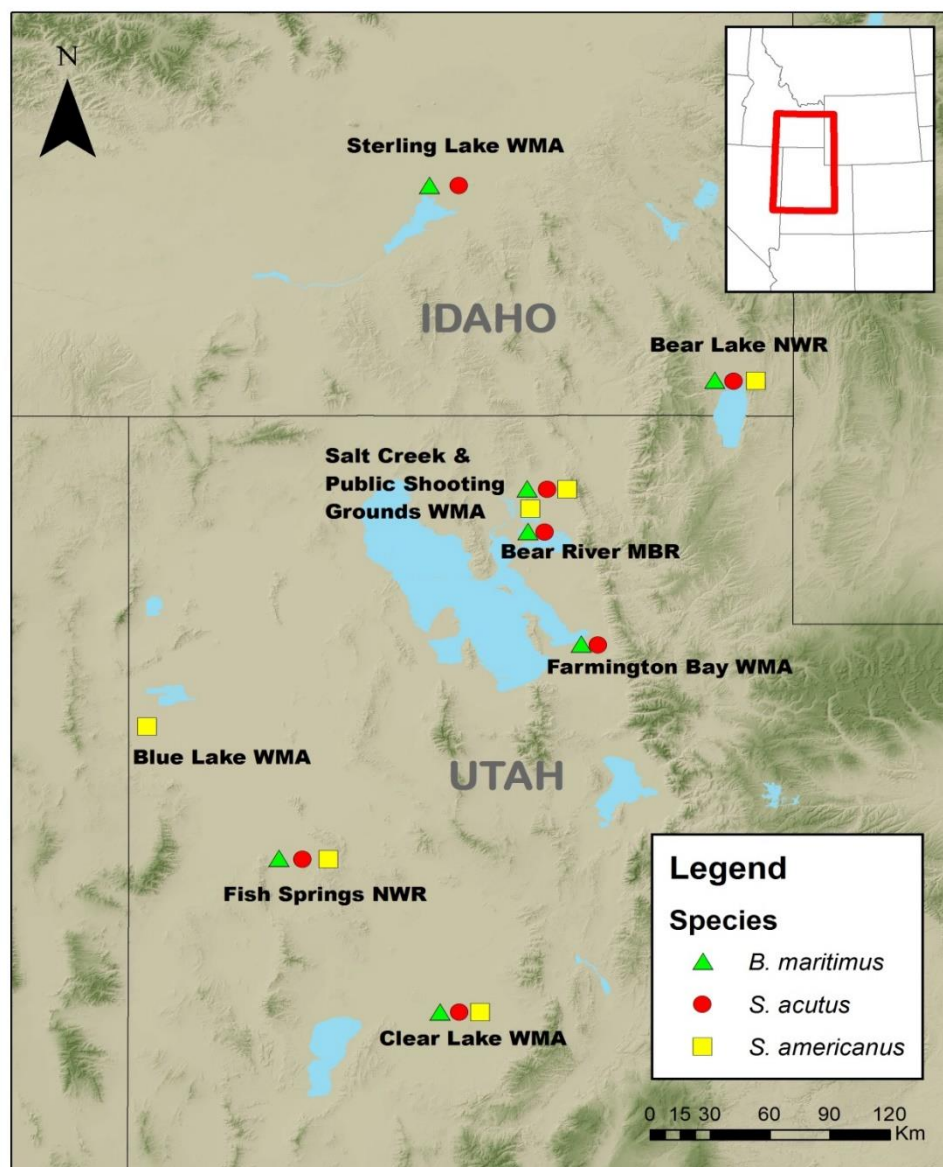 N
Sterling Lake WMA
IDAHO
Bear Lake NWR
Salt Creek &
Public Shooting
Grounds WMA
Bear River MBR
Farmington Bay WMA
Blue Lake WMA
UTAH
Fish Springs NWR
Clear Lake WMA
Legend
Species
B. maritimus
S. acutus
S. americanus
0 15 30 60 90 120
Km